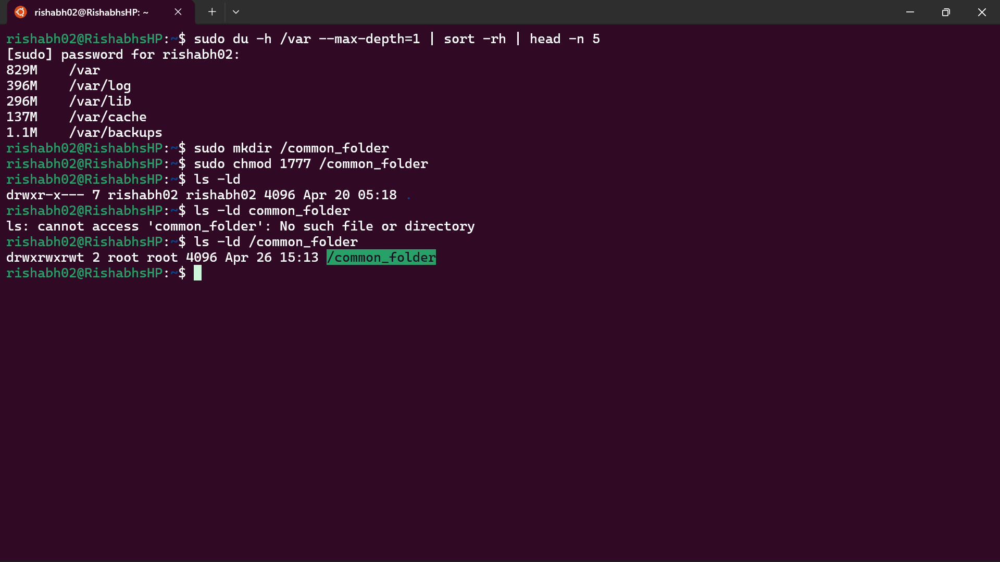 rishabh02@RishabhsHP: ~
rishabh02@RishabhsHP:~$ sudo du -h /var --max-depth=1 | sort -rh | head -n 5
[sudo] password for rishabh02:
829M    /var
396M    /var/log
296M    /var/lib
137M    /var/cache
1.1M    /var/backups
rishabh02@RishabhsHP:~$ sudo mkdir /common_folder
rishabh02@RishabhsHP:~$ sudo chmod 1777 /common_folder
rishabh02@RishabhsHP:~$ ls -ld
drwxr-x--- 7 rishabh02 rishabh02 4096 Apr 20 05:18 .
rishabh02@RishabhsHP:~$ ls -ld common_folder
ls: cannot access 'common_folder': No such file or directory
rishabh02@RishabhsHP:~$ ls -ld /common_folder
drwxrwxrwt 2 root root 4096 Apr 26 15:13 /common_folder
rishabh02@RishabhsHP:~$